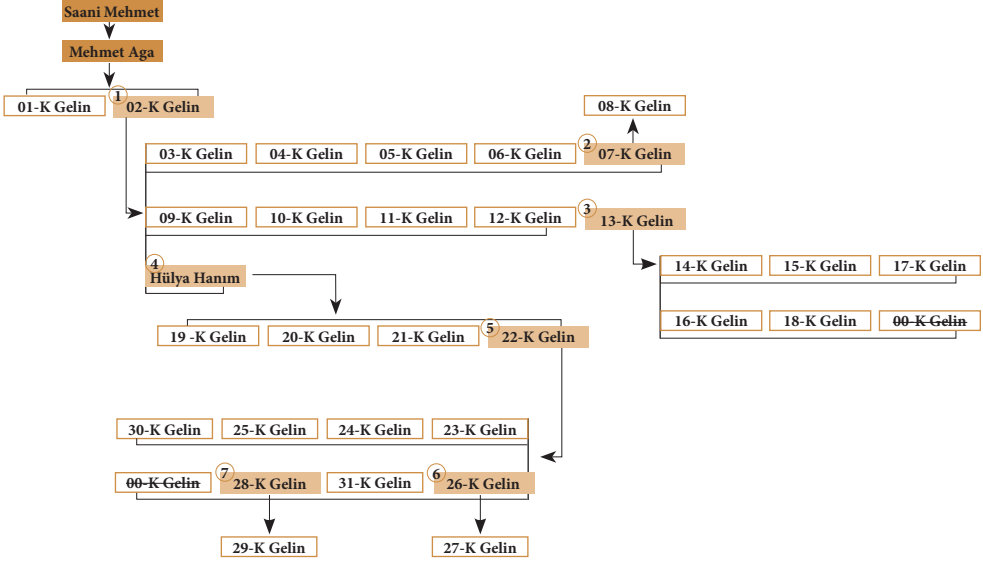 Saani Mehmet
Mehmet Aga
01-K Gelin
1
02-K Gelin
08-K Gelin
03-K Gelin
04-K Gelin
05-K Gelin
06-K Gelin
2
07-K Gelin
09-K Gelin
10-K Gelin
11-K Gelin
12-K Gelin
3
13-K Gelin
4
Hülya Hanım
14-K Gelin
15-K Gelin
17-K Gelin
16-K Gelin
18-K Gelin
00-K Gelin
19 -K Gelin
20-K Gelin
21-K Gelin
5
22-K Gelin
30-K Gelin
25-K Gelin
24-K Gelin
23-K Gelin
00-K Gelin
7
28-K Gelin
31-K Gelin
6
26-K Gelin
29-K Gelin
27-K Gelin